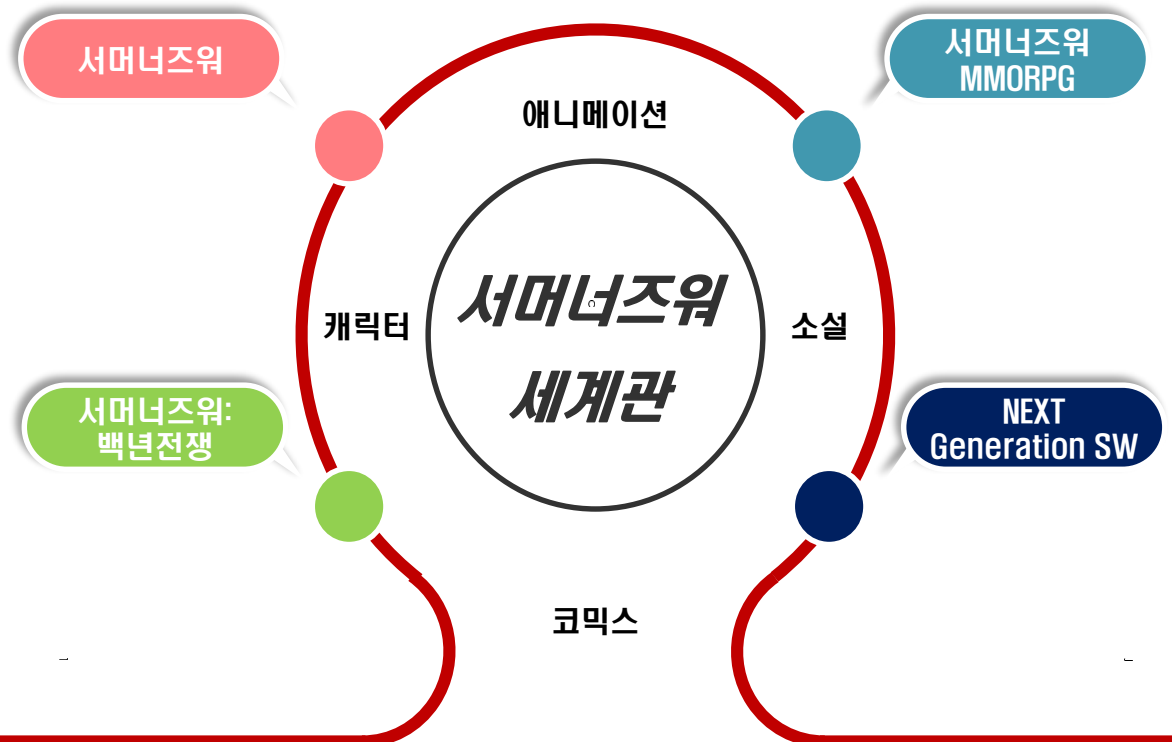 서머너즈워
서머너즈워
MMORPG
애니메이션
서머너즈워
세계관
캐릭터
소설
서머너즈워:
백년전쟁
NEXT
Generation SW
코믹스